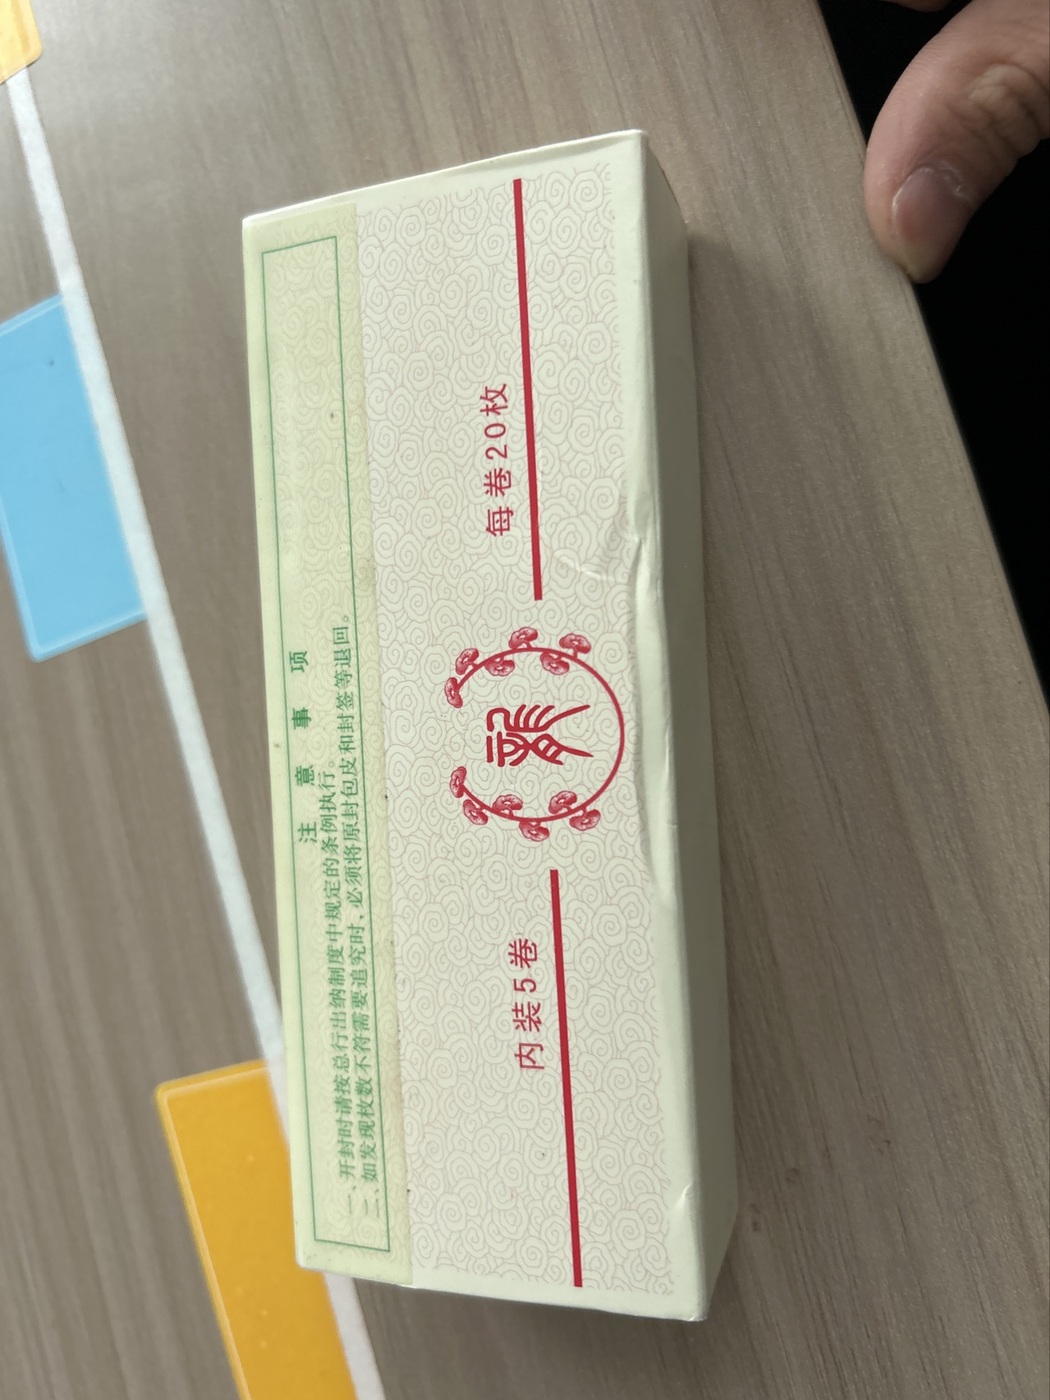 注意事项
一、开封时请按总行出纳制度中规定的条例执行。
二、如发现枚数不符需要追究时，必须将原封包皮和封签等退回。
内装5卷
每卷20枚